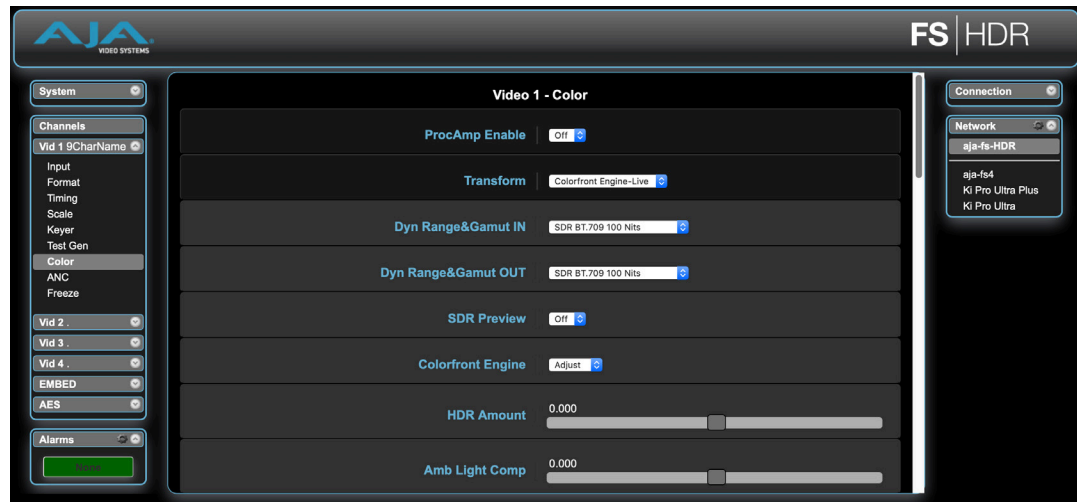 AJA
VIDEO SYSTEMS
FS|HDR
System
Channels
Vid 1 9CharName
Input
Format
Timing
Scale
Keyer
Test Gen
Color
ANC
Freeze
Vid 2 .
Vid 3 .
Vid 4 .
EMBED
AES
Alarms
None
Video 1 - Color
ProcAmp Enable Off
Transform Colorfront Engine-Live
Dyn Range&Gamut IN SDR BT.709 100 Nits
Dyn Range&Gamut OUT SDR BT.709 100 Nits
SDR Preview Off
Colorfront Engine Adjust
HDR Amount 0.000
Amb Light Comp 0.000
Connection
Network
aja-fs-HDR
aja-fs4
Ki Pro Ultra Plus
Ki Pro Ultra